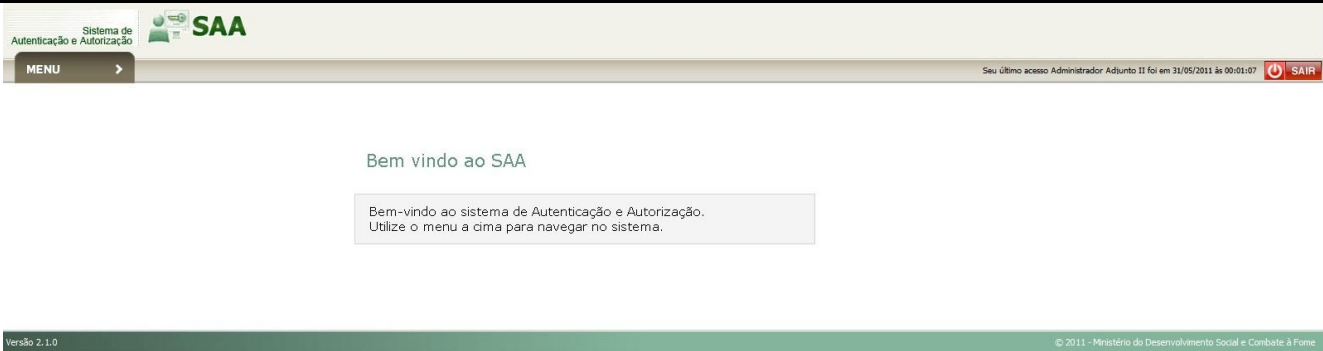 Sistema de
Autenticação e Autorização
SAA
MENU
Seu último acesso Administrador Adjunto II foi em 31/05/2011 às 00:01:07
SAIR
Bem vindo ao SAA
Bem-vindo ao sistema de Autenticação e Autorização.
Utilize o menu a cima para navegar no sistema.
Versão 2.1.0
© 2011 - Ministério do Desenvolvimento Social e Combate à Fome